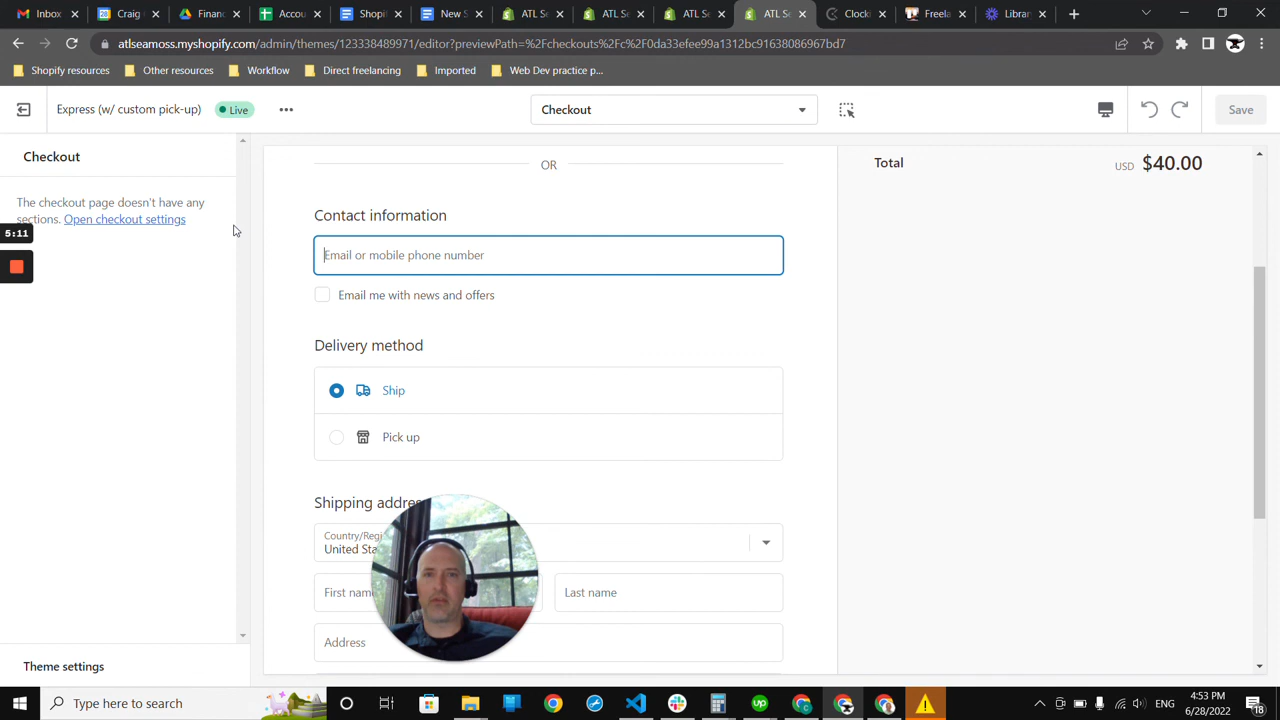 Inbox
Craig
Financ
Accou
Shopif
New S
ATL Se
ATL Se
ATL Se
ATL Se
Clocki
Freela
Librar
atlseamoss.myshopify.com/admin/themes/123338489971/editor?previewPath=%2Fcheckouts%2Fc%2F0da33efee99a1312bc91638086967bd7
Shopify resources
Other resources
Workflow
Direct freelancing
Imported
Web Dev practice p...
Express (w/ custom pick-up)
Live
Checkout
Save
Checkout
The checkout page doesn't have any
sections. Open checkout settings
5:11
OR
Contact information
Email or mobile phone number
Email me with news and offers
Delivery method
Ship
Pick up
Shipping addre
Country/Regi
United Sta
First nam
Last name
Address
Total
USD $40.00
Theme settings
Type here to search
ENG
4:53 PM
6/28/2022
18